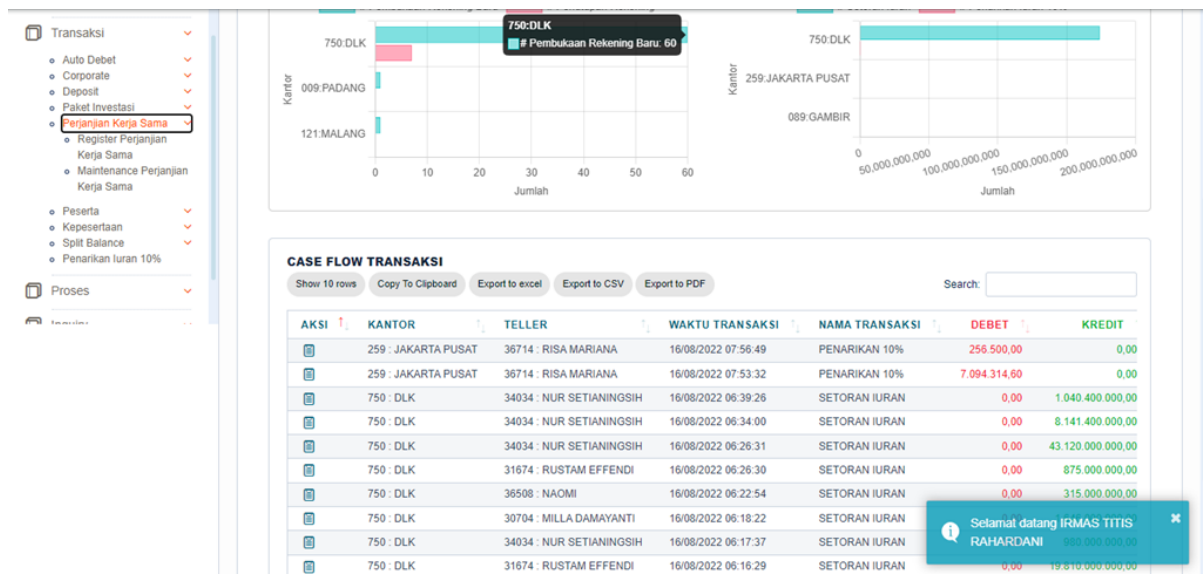 Transaksi
Auto Debet
Corporate
Deposit
Paket Investasi
Perjanjian Kerja Sama
Register Perjanjian
Kerja Sama
Maintenance Perjanjian
Kerja Sama
Peserta
Kepesertaan
Split Balance
Penarikan Iuran 10%
Proses
750:DLK
# Pembukaan Rekening Baru: 60
Kantor
750:DLK
009:PADANG
121:MALANG
0 10 20 30 40 50 60
Jumlah
Kantor
750:DLK
259:JAKARTA PUSAT
089:GAMBIR
0 50,000,000,000 100,000,000,000 150,000,000,000 200,000,000,000
Jumlah
CASE FLOW TRANSAKSI
Show 10 rows Copy To Clipboard Export to excel Export to CSV Export to PDF Search:
AKSI KANTOR TELLER WAKTU TRANSAKSI NAMA TRANSAKSI DEBET KREDIT
259 : JAKARTA PUSAT 36714 : RISA MARIANA 16/08/2022 07:56:49 PENARIKAN 10% 256.500,00 0,00
259 : JAKARTA PUSAT 36714 : RISA MARIANA 16/08/2022 07:53:32 PENARIKAN 10% 7.094.314,60 0,00
750 : DLK 34034 : NUR SETIANINGSIH 16/08/2022 06:39:26 SETORAN IURAN 0,00 1.040.400.000,00
750 : DLK 34034 : NUR SETIANINGSIH 16/08/2022 06:34:00 SETORAN IURAN 0,00 8.141.400.000,00
750 : DLK 34034 : NUR SETIANINGSIH 16/08/2022 06:26:31 SETORAN IURAN 0,00 43.120.000.000,00
750 : DLK 31674 : RUSTAM EFFENDI 16/08/2022 06:26:30 SETORAN IURAN 0,00 875.000.000,00
750 : DLK 36508 : NAOMI 16/08/2022 06:22:54 SETORAN IURAN 0,00 315.000.000,00
750 : DLK 30704 : MILLA DAMAYANTI 16/08/2022 06:18:22 SETORAN IURAN
750 : DLK 34034 : NUR SETIANINGSIH 16/08/2022 06:17:37 SETORAN IURAN
750 : DLK 31674 : RUSTAM EFFENDI 16/08/2022 06:16:29 SETORAN IURAN 0,00 19.810.000.000,00
Selamat datang IRMAS TITIS
RAHARDANI